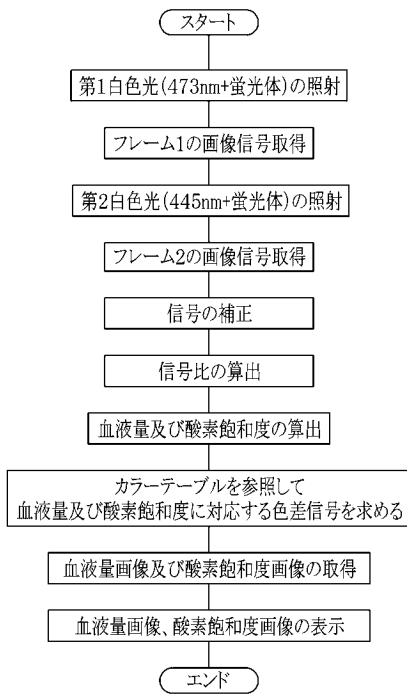 スタート
第1白色光(473nm+蛍光体)の照射
フレーム1の画像信号取得
第2白色光(445nm+蛍光体)の照射
フレーム2の画像信号取得
信号の補正
信号比の算出
血液量及び酸素飽和度の算出
カラーテーブルを参照して
血液量及び酸素飽和度に対応する色差信号を求める
血液量画像及び酸素飽和度画像の取得
血液量画像、酸素飽和度画像の表示
エンド